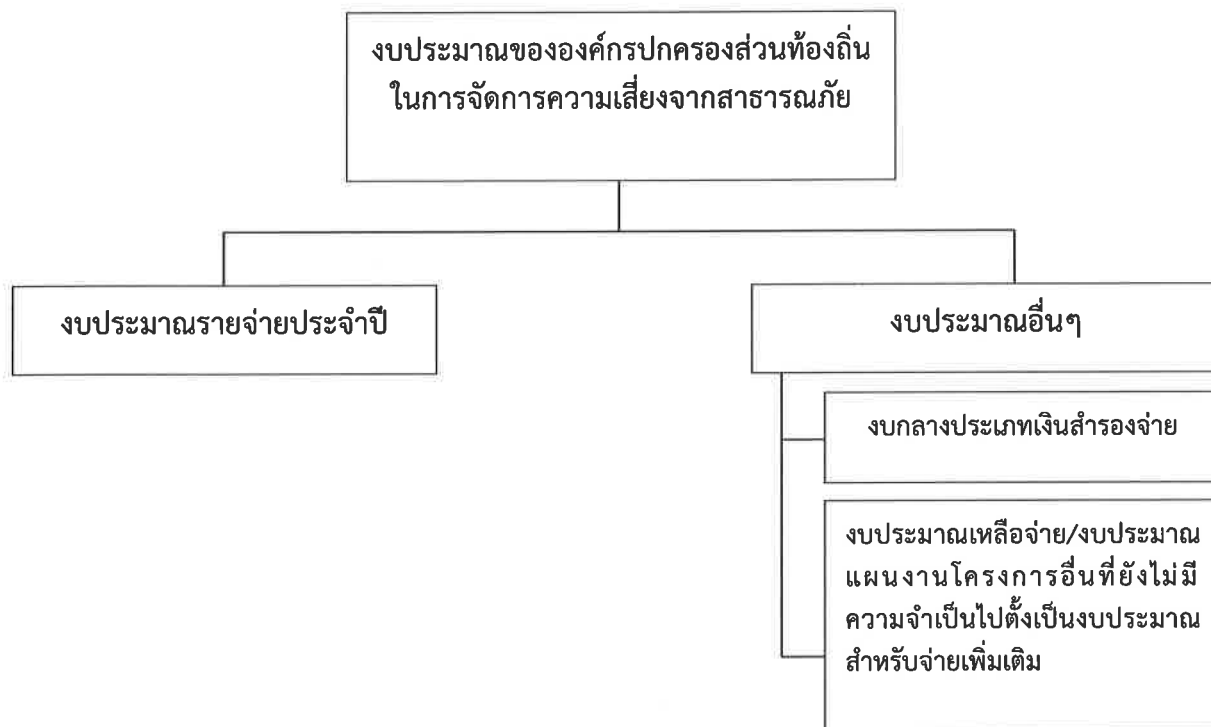 งบประมาณขององค์กรปกครองส่วนท้องถิ่น
ในการจัดการความเสี่ยงจากสาธารณภัย
งบประมาณรายจ่ายประจำปี
งบประมาณอื่นๆ
งบกลางประเภทเงินสำรองจ่าย
งบประมาณเหลือจ่าย/งบประมาณ
แผนงานโครงการอื่นที่ยังไม่มี
ความจำเป็นไปตั้งเป็นงบประมาณ
สำหรับจ่ายเพิ่มเติม